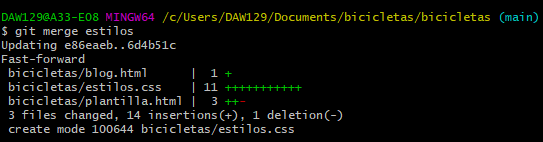 DAW129@A33-E08 MINGW64 /c/Users/DAW129/Documents/bicicletas/bicicletas (main)
$ git merge estilos
Updating e86eaeb..6d4b51c
Fast-forward
 bicicletas/blog.html      |  1 +
 bicicletas/estilos.css    | 11 +++++++++++
 bicicletas/plantilla.html |  3 ++-
 3 files changed, 14 insertions(+), 1 deletion(-)
 create mode 100644 bicicletas/estilos.css